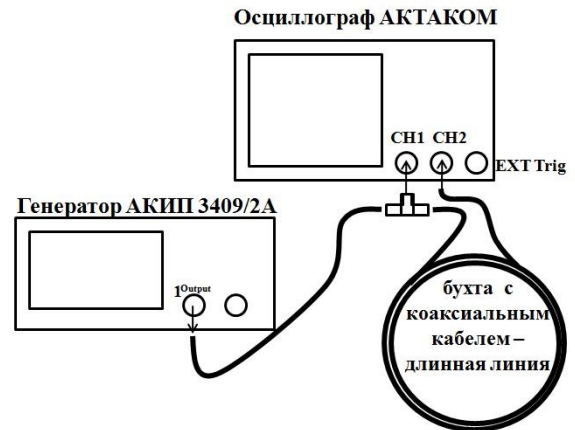 Осциллограф АКТАКОМ
CH1 CH2
EXT Trig
Генератор АКИП 3409/2А
1 Output
бухта с
коаксиальным
кабелем –
длинная линия